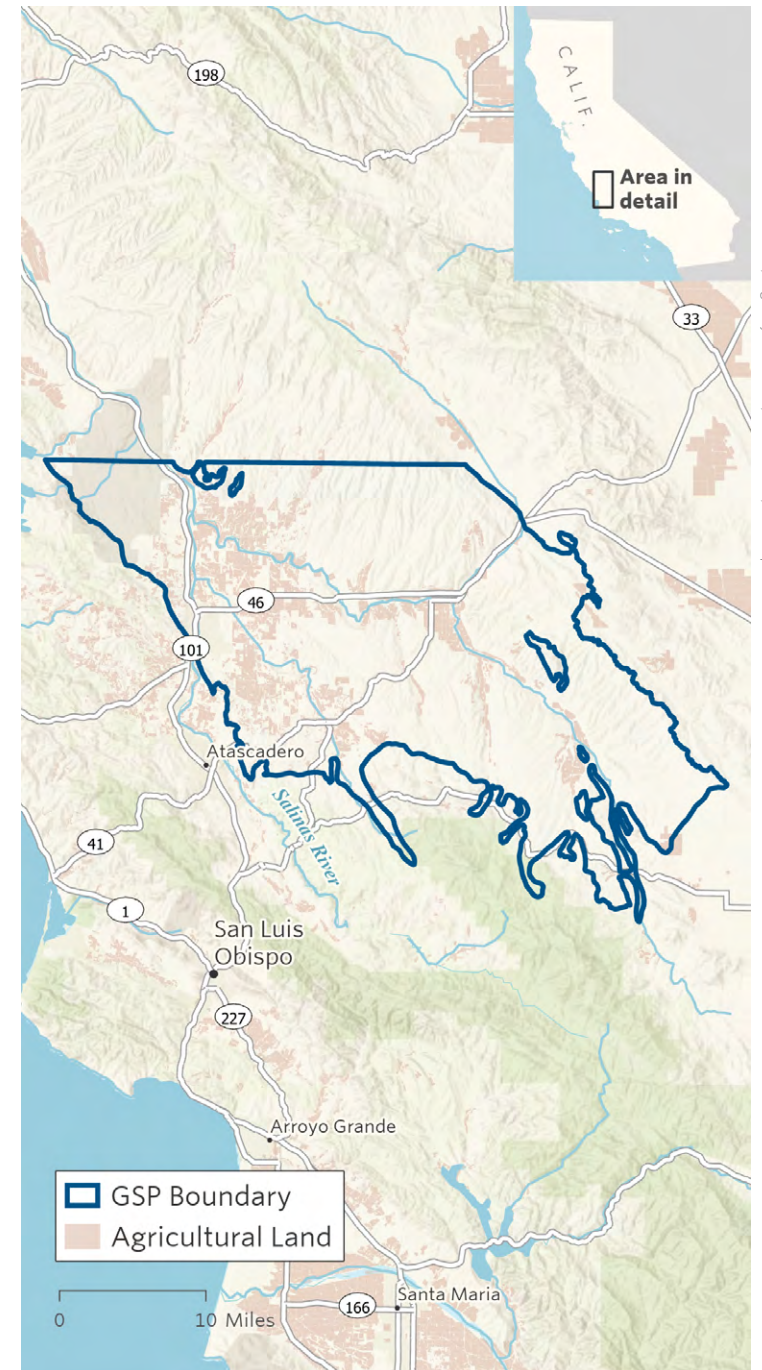 198
CALIF.
Area in
detail
33
46
101
Atascadero
Salinas River
41
1
San Luis
Obispo
227
Arroyo Grande
GSP Boundary
Agricultural Land
0
10 Miles
166
Santa Maria